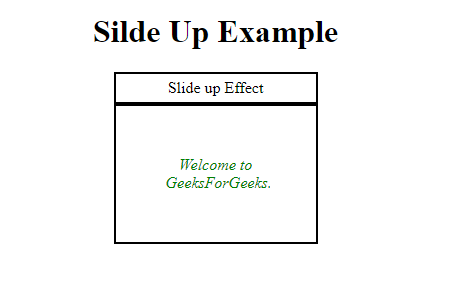 Silde Up Example
Slide up Effect
Welcome to
GeeksForGeeks.